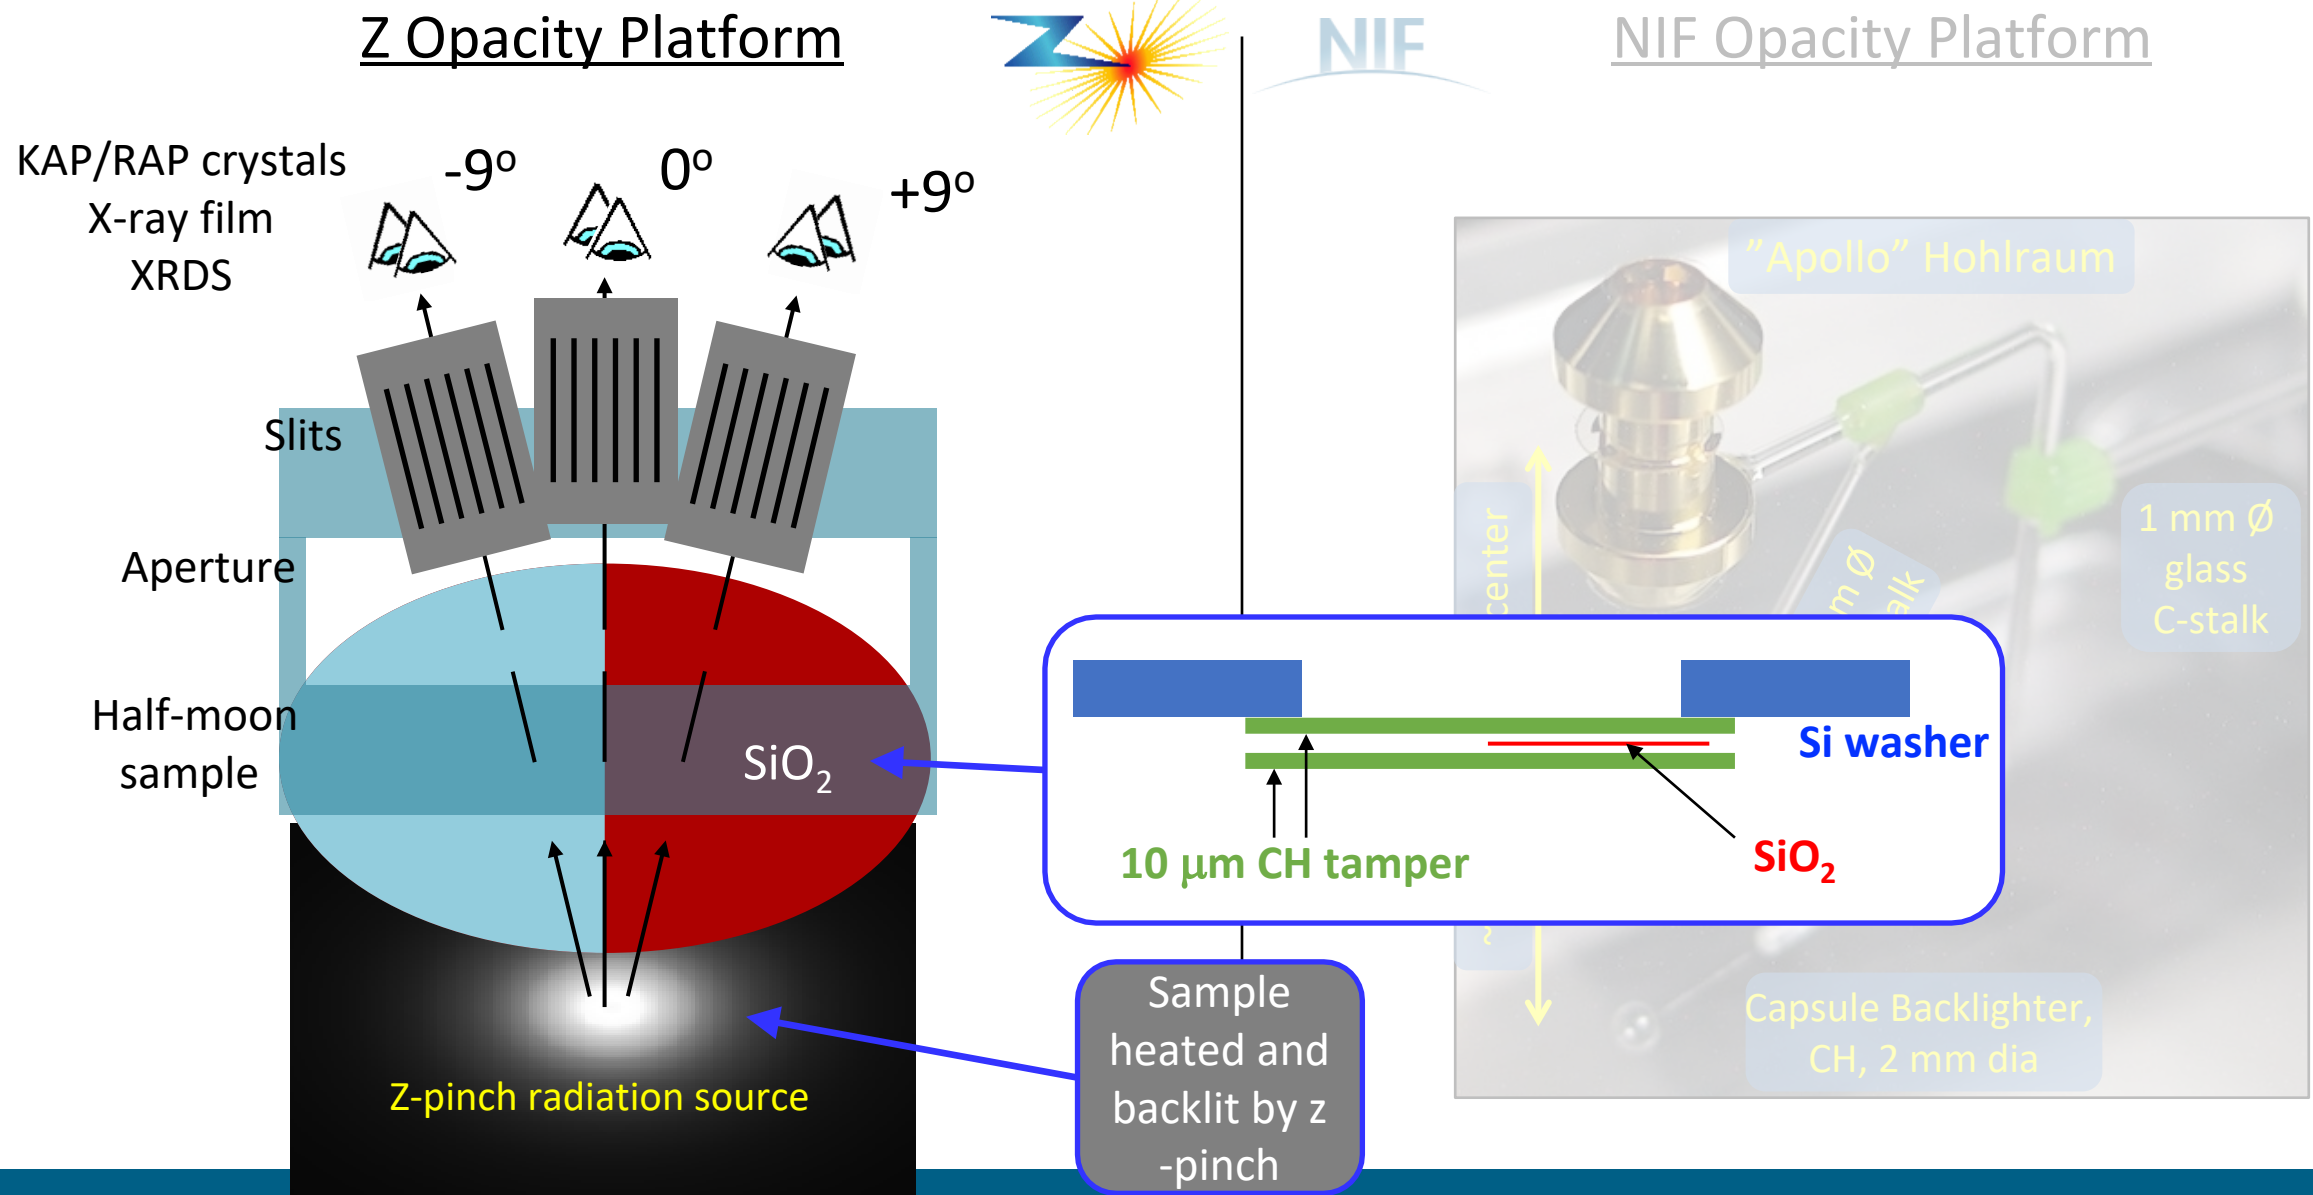 Z Opacity Platform
NIF
NIF Opacity Platform
KAP/RAP crystals
X-ray film
XRDS
-9º
0º
+9º
Slits
Aperture
Half-moon
sample
SiO₂
Z-pinch radiation source
"Apollo" Hohlraum
1 mm Ø
glass
C-stalk
center
m Ø
alk
~
Si washer
10 μm CH tamper
SiO₂
Sample
heated and
backlit by z
-pinch
Capsule Backlighter,
CH, 2 mm dia